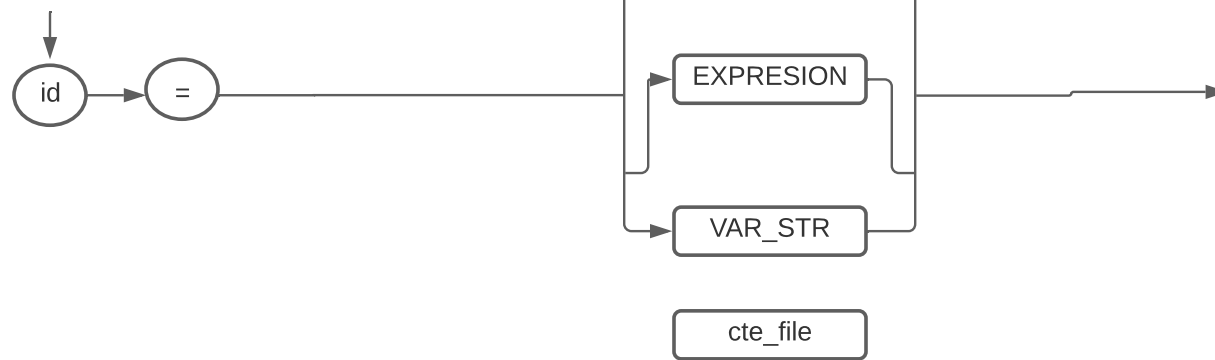 id
=
EXPRESION
VAR_STR
cte_file